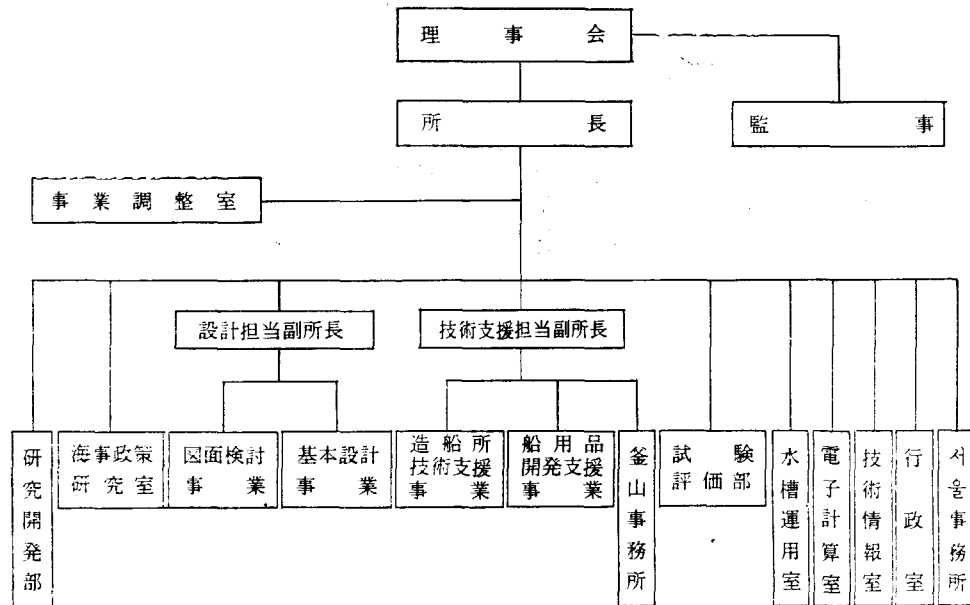 理事会
所長
監事
事業調整室
設計担当副所長
技術支援担当副所長
研究開発部
海事政策
研究室
図面検討
事業
基本設計
事業
造船所
技術支援
事業
船用品
開発支援
事業
釜山事務所
試験
評価部
水槽運用室
電子計算室
技術情報室
行政室
서울事務所